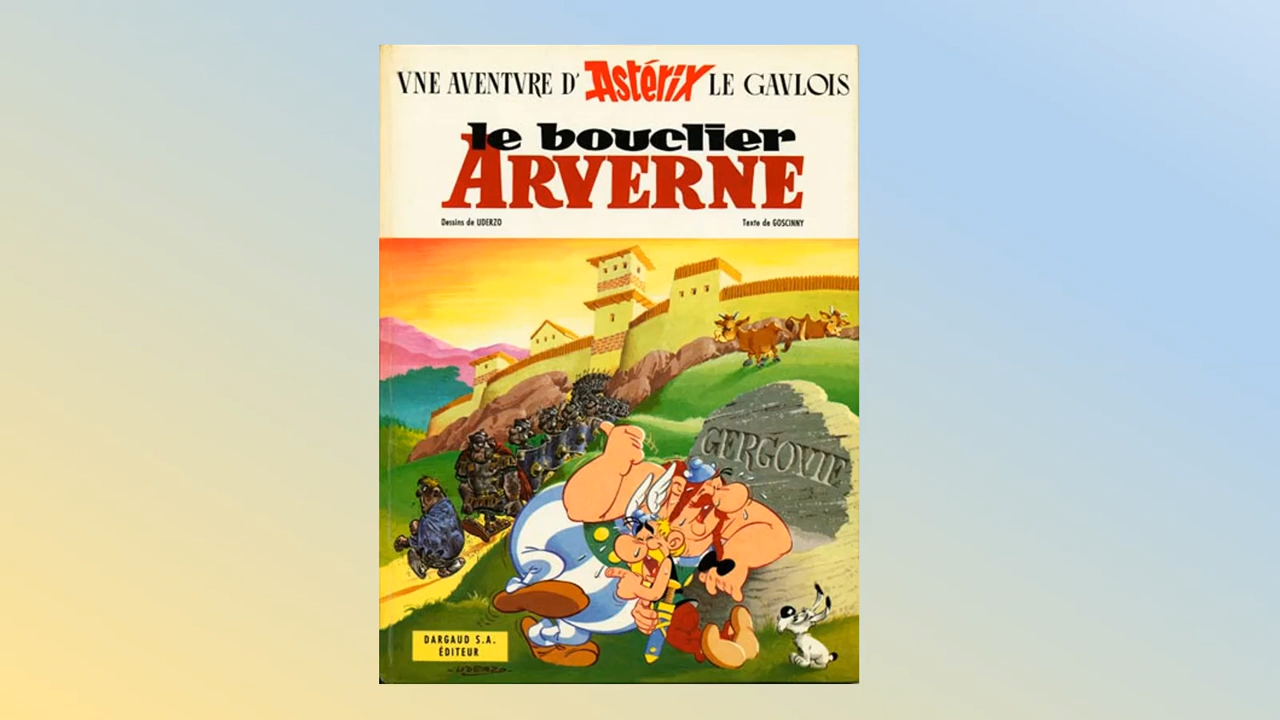 VNE AVENTVRE D'Astérix LE GAVLOIS
le bouclier
ARVERNE
Dessins de UDERZO
Texte de GOSCINNY
GERGOVIE
DARGAUD S.A.
ÉDITEUR
-UDERZO-